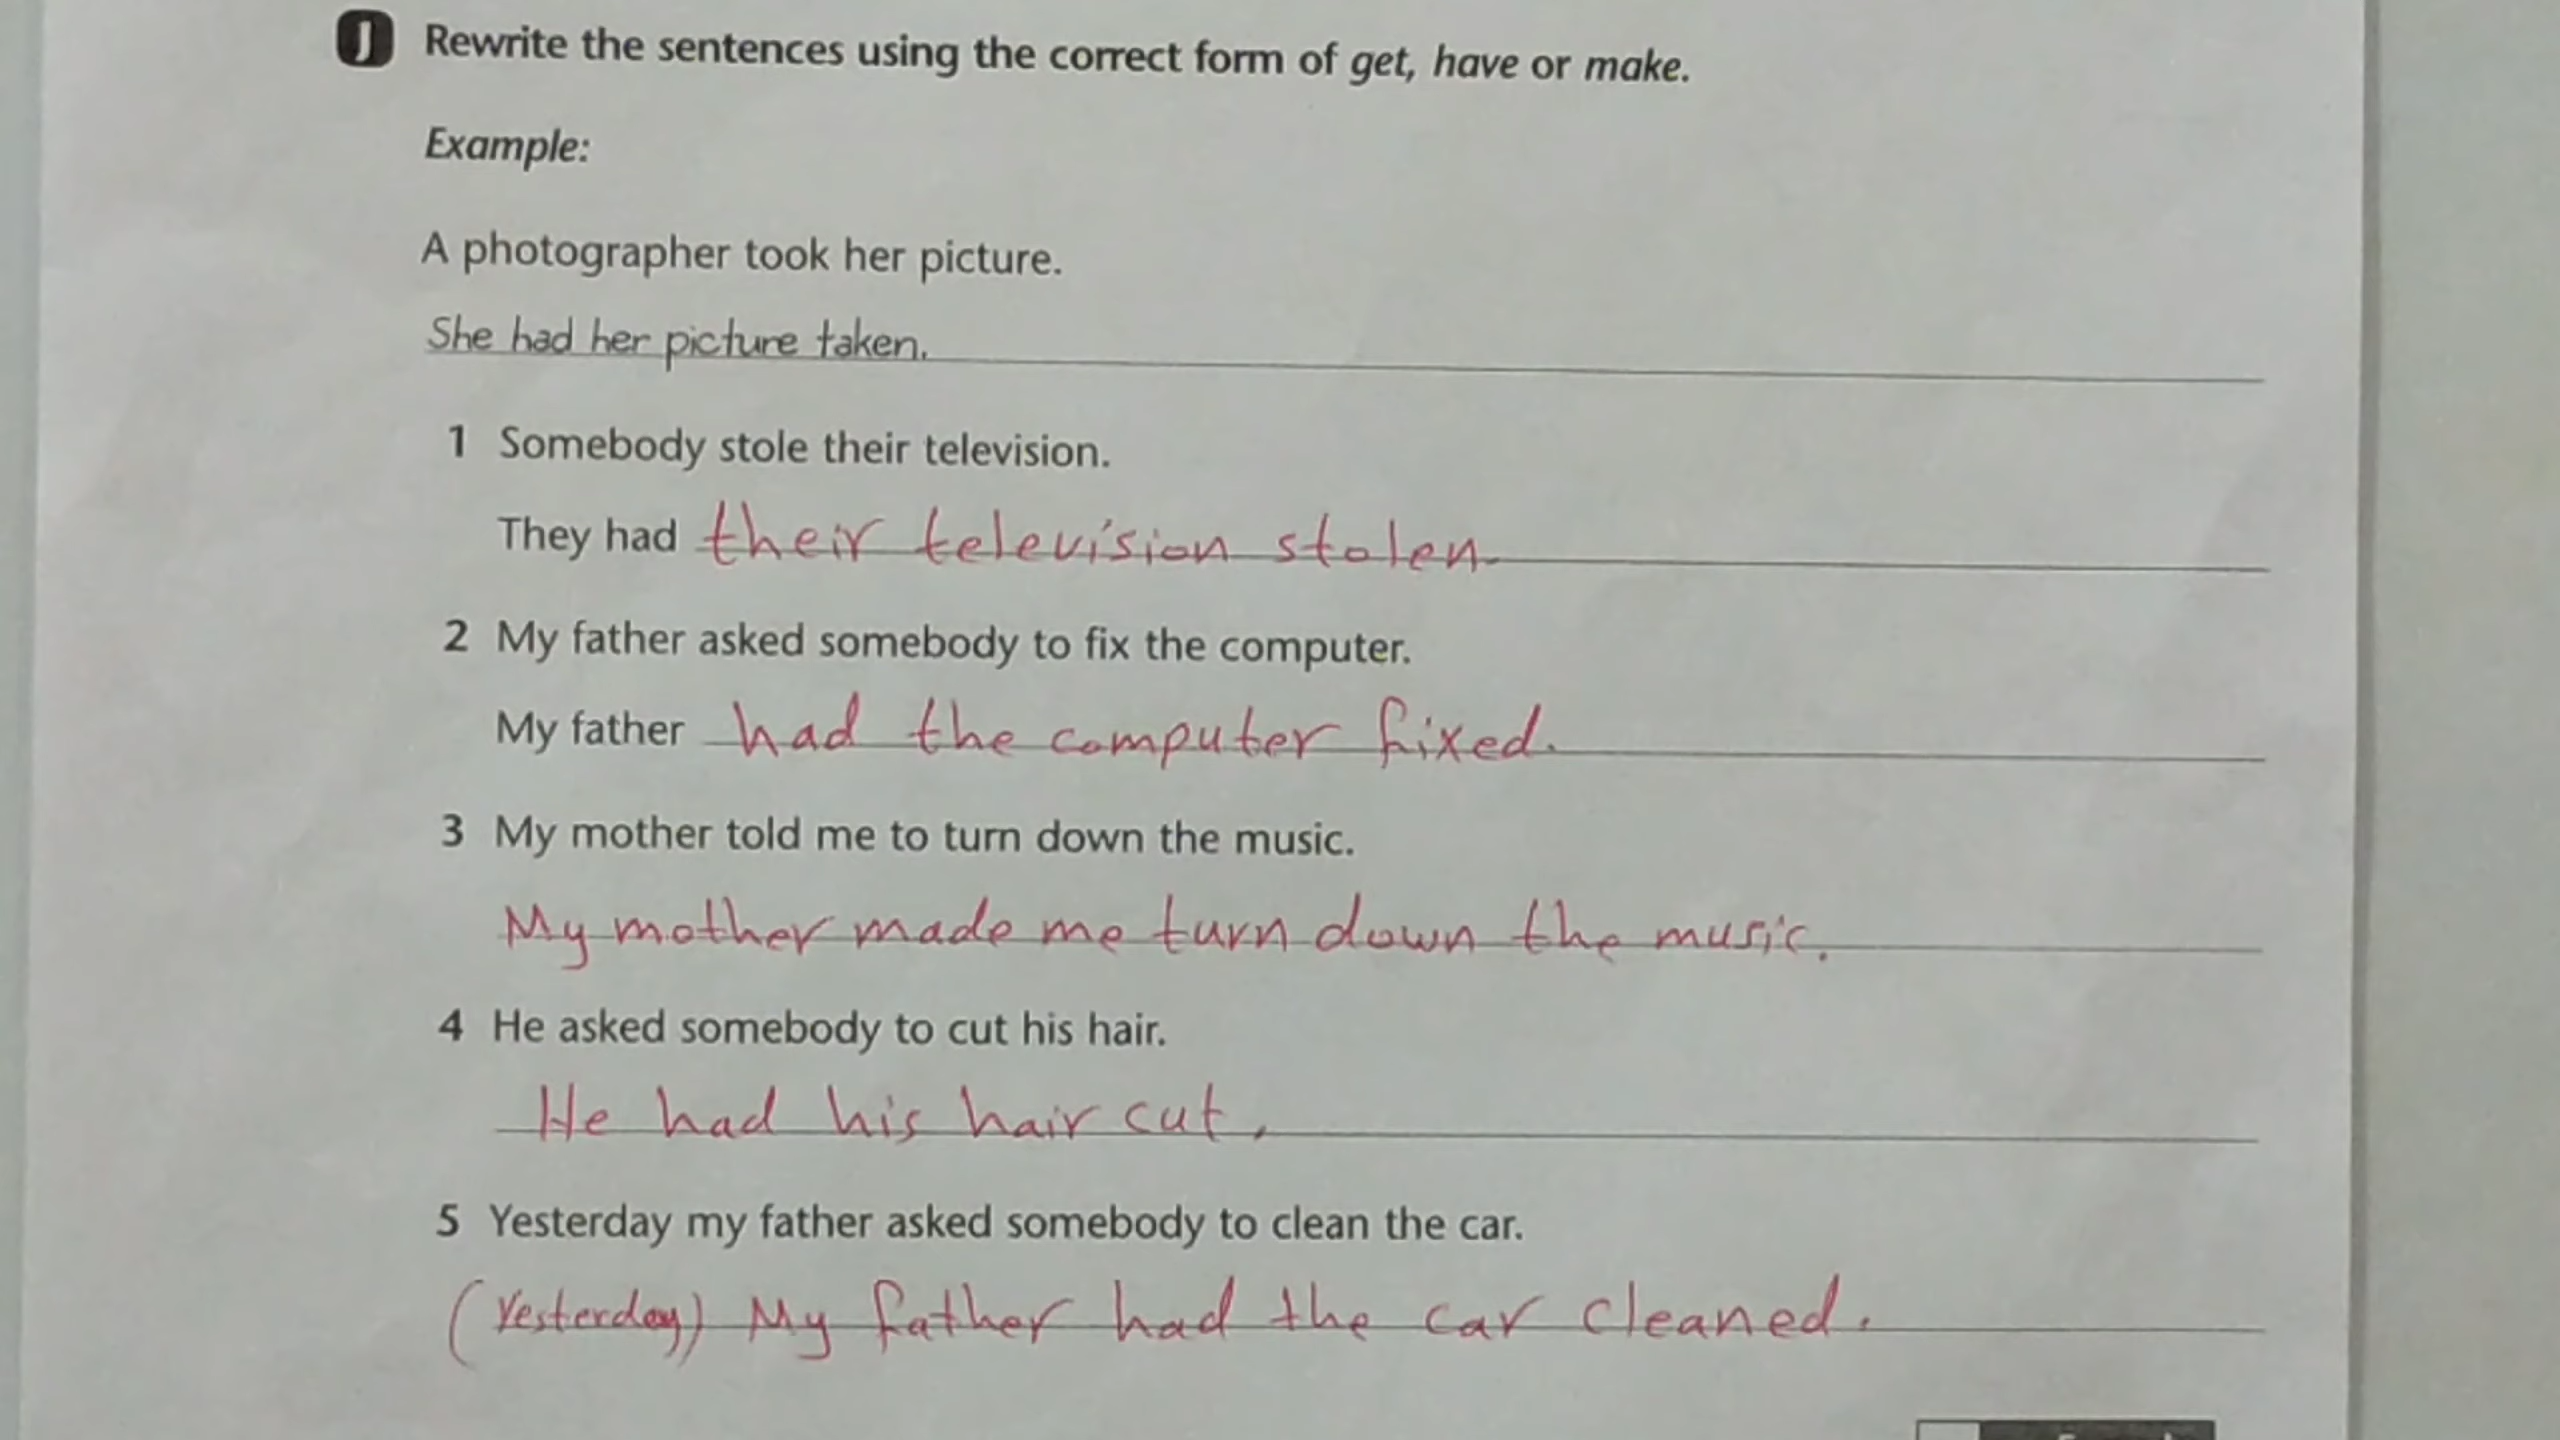 J Rewrite the sentences using the correct form of get, have or make.
Example:
A photographer took her picture.
She had her picture taken.
1 Somebody stole their television.
They had their television stolen.
2 My father asked somebody to fix the computer.
My father had the computer fixed.
3 My mother told me to turn down the music.
My mother made me turn down the music.
4 He asked somebody to cut his hair.
He had his hair cut.
5 Yesterday my father asked somebody to clean the car.
(Yesterday) My father had the car cleaned.